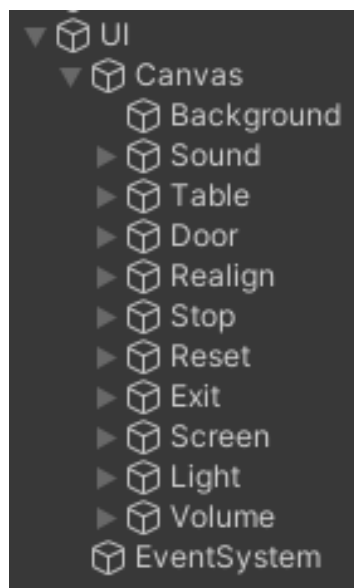 UI
Canvas
Background
Sound
Table
Door
Realign
Stop
Reset
Exit
Screen
Light
Volume
EventSystem